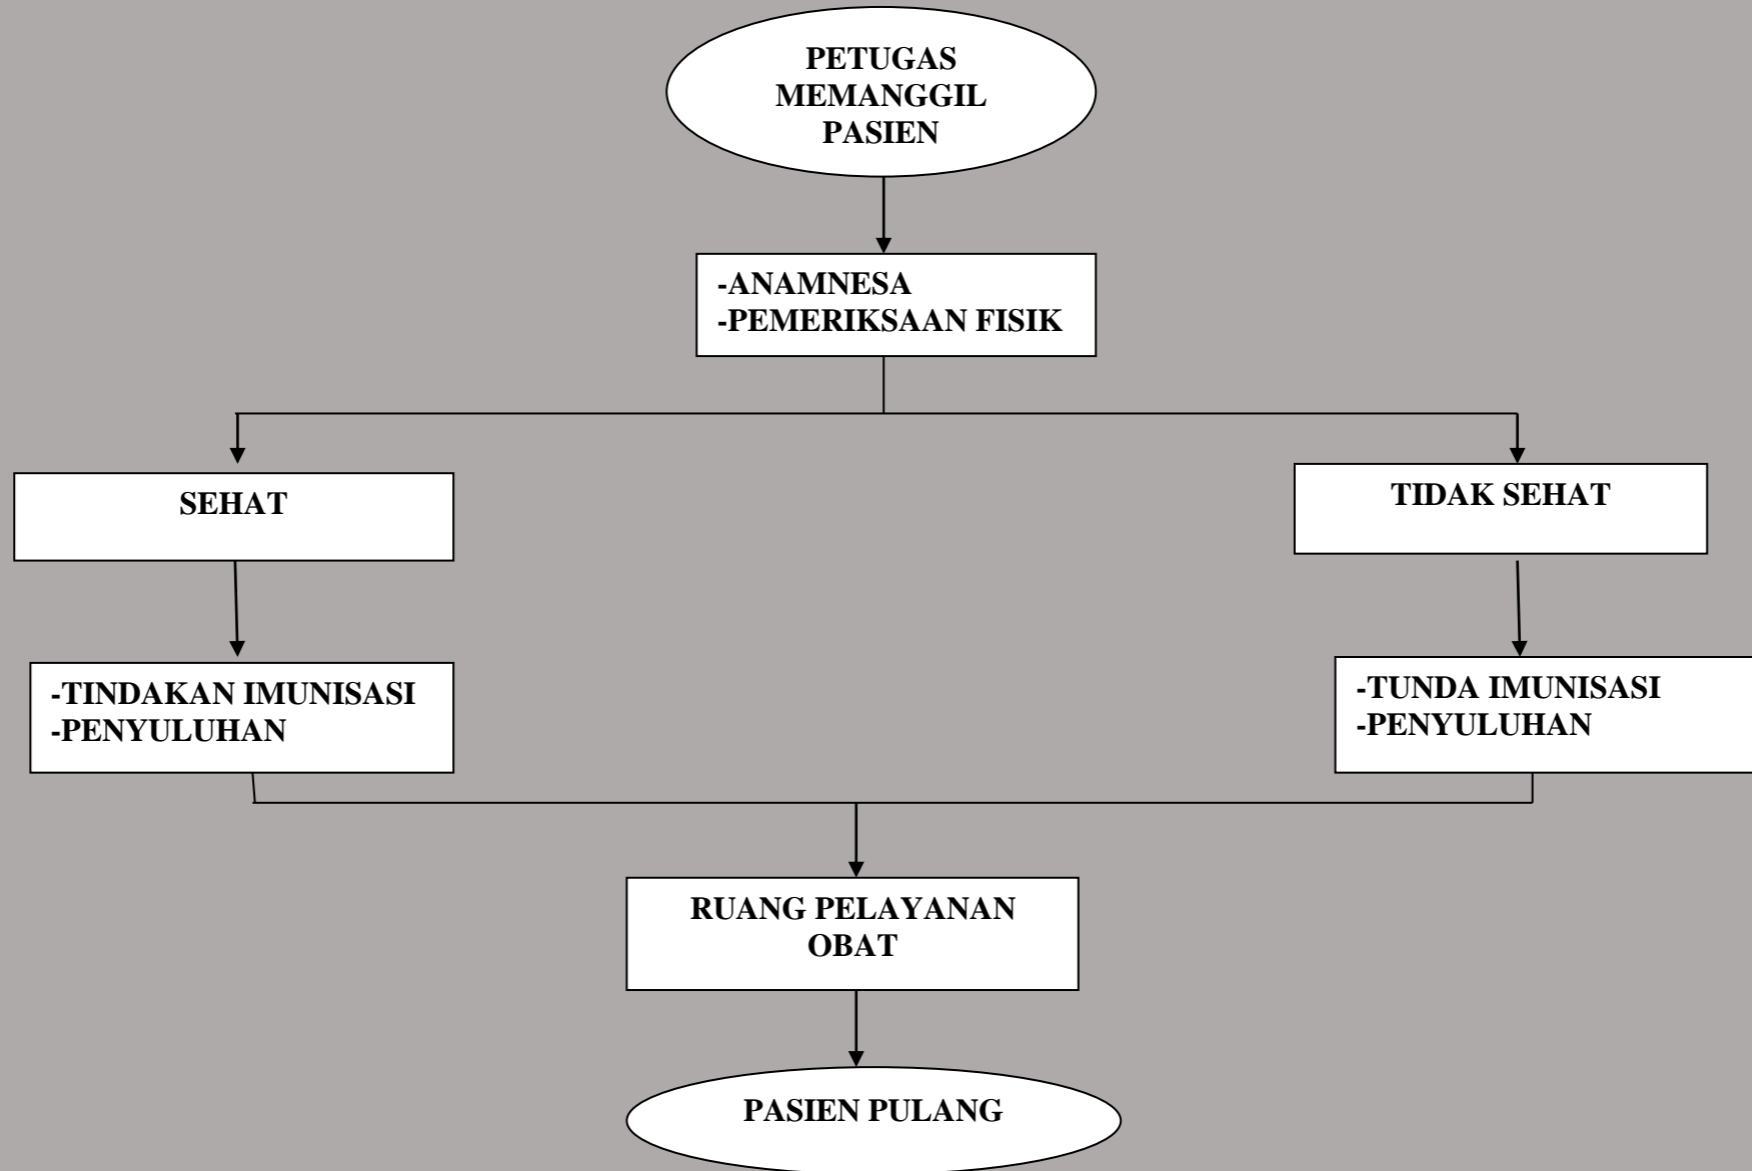 PETUGAS
MEMANGGIL
PASIEN
-ANAMNESA
-PEMERIKSAAN FISIK
SEHAT
TIDAK SEHAT
-TINDAKAN IMUNISASI
-PENYULUHAN
-TUNDA IMUNISASI
-PENYULUHAN
RUANG PELAYANAN
OBAT
PASIEN PULANG